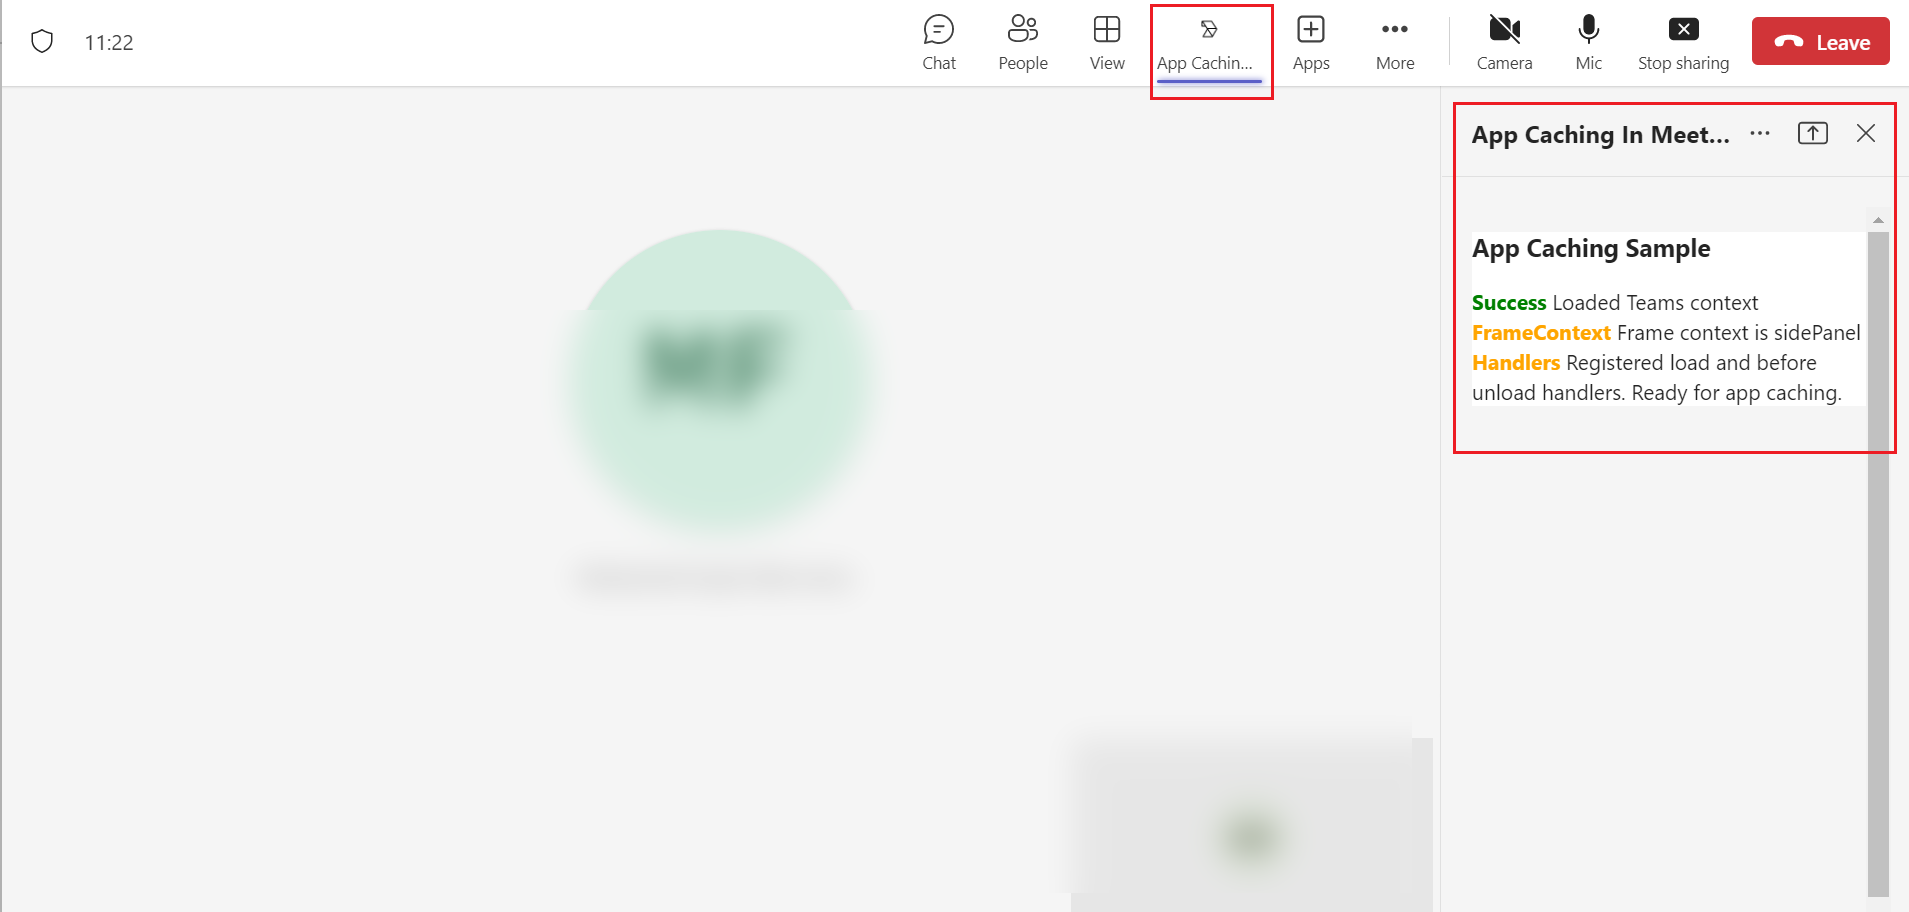 11:22
Chat
People
View
App Cachin...
Apps
More
Camera
Mic
Stop sharing
Leave
App Caching In Meet...
App Caching Sample
Success Loaded Teams context
FrameContext Frame context is sidePanel
Handlers Registered load and before
unload handlers. Ready for app caching.